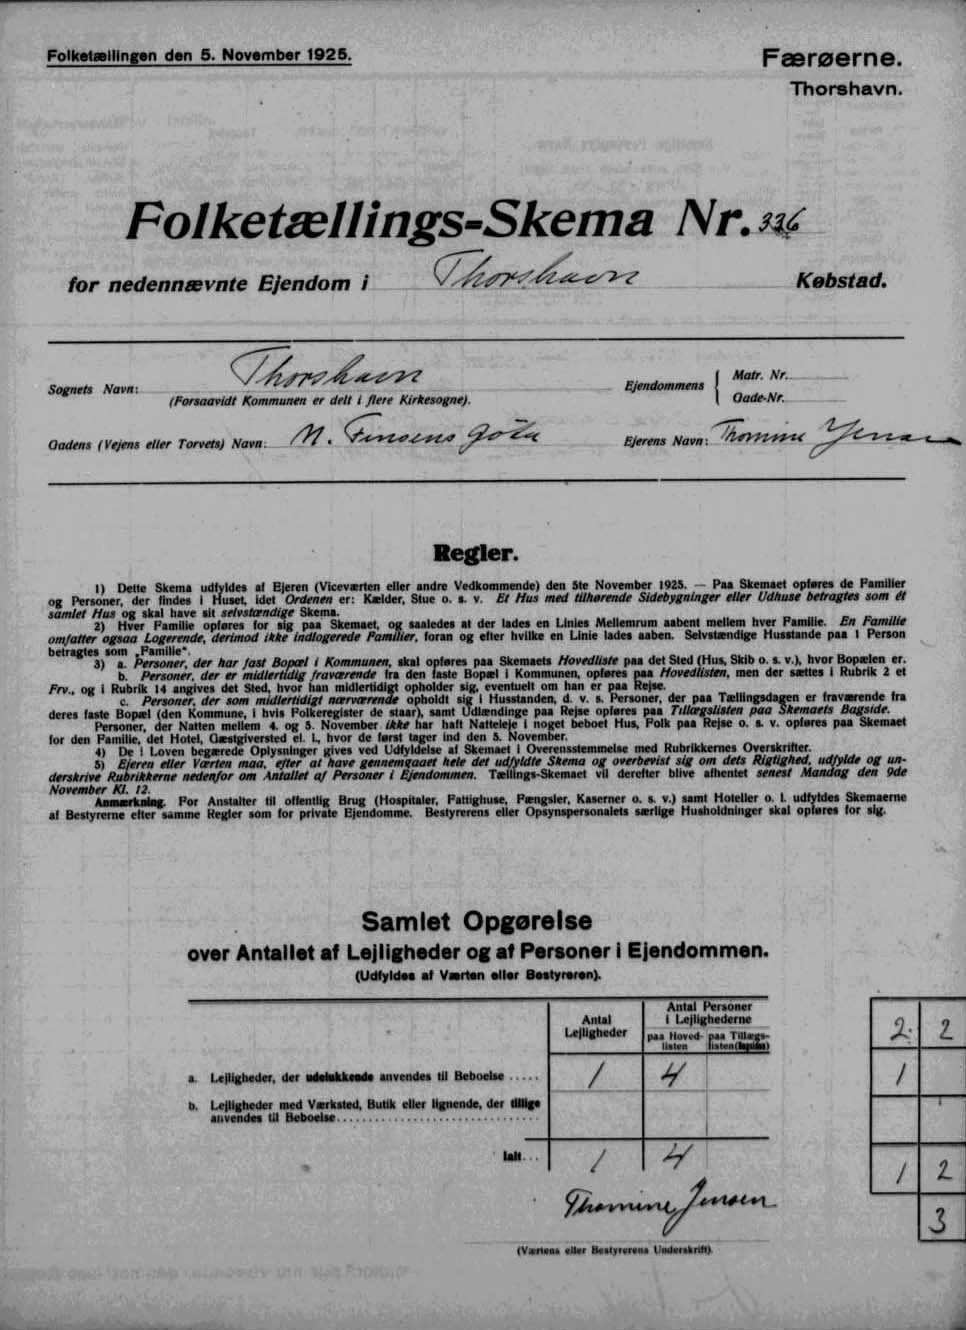 Folketællingen den 5. November 1925.
Færøerne.
Thorshavn.
Folketællings-Skema Nr. 336
for nedennævnte Ejendom i Thorshavn Købstad.
Sognets Navn: Thorshavn
(Forsaavidt Kommunen er delt i flere Kirkesogne).
Ejendommens
Matr. Nr.
Gade-Nr.
Gadens (Vejens eller Torvets) Navn: N. Finsens Göta Ejerens Navn: Thomine Jensen
Regler.
1) Dette Skema udfyldes af Ejeren (Viceværten eller andre Vedkommende) den 5te November 1925. — Paa Skemaet opføres de Familier
og Personer, der findes i Huset, idet Ordenen er: Kælder, Stue o. s. v. Et Hus med tilhørende Sidebygninger eller Udhuse betragtes som ét
samlet Hus og skal have sit selvstændige Skema.
2) Hver Familie opføres for sig paa Skemaet, og saaledes at der lades en Linies Mellemrum aabent mellem hver Familie. En Familie
omfatter ogsaa Logerende, derimod ikke indlogerede Familier, foran og efter hvilke en Linie lades aaben. Selvstændige Husstande paa 1 Person
betragtes som „Familie".
3) a. Personer, der har fast Bopæl i Kommunen, skal opføres paa Skemaets Hovedliste paa det Sted (Hus, Skib o. s. v.), hvor Bopælen er.
b. Personer, der er midlertidig fraværende fra den faste Bopæl i Kommunen, opføres paa Hovedlisten, men der sættes i Rubrik 2 et
Frv., og i Rubrik 14 angives det Sted, hvor han midlertidigt opholder sig, eventuelt om han er paa Rejse.
c. Personer, der som midlertidigt nærværende opholdt sig i Husstanden, d. v. s. Personer, der paa Tællingsdagen er fraværende fra
deres faste Bopæl (den Kommune, i hvis Folkeregister de staar), samt Udlændinge paa Rejse opføres paa Tillægslisten paa Skemaets Bagside.
Personer, der Natten mellem 4. og 5. November ikke har haft Natteleje i noget beboet Hus, Folk paa Rejse o. s. v. opføres paa Skemaet
for den Familie, det Hotel, Gæstgiversted el. l., hvor de først tager ind den 5. November.
4) De i Loven begærede Oplysninger gives ved Udfyldelse af Skemaet i Overensstemmelse med Rubrikkernes Overskrifter.
5) Ejeren eller Værten maa, efter at have gennemgaaet hele det udfyldte Skema og overbevist sig om dets Rigtighed, udfylde og un-
derskrive Rubrikkerne nedenfor om Antallet af Personer i Ejendommen. Tællings-Skemaet vil derefter blive afhentet senest Mandag den 9de
November Kl. 12.
Anmærkning. For Anstalter til offentlig Brug (Hospitaler, Fattighuse, Fængsler, Kaserner o. s. v.) samt Hoteller o. l. udfyldes Skemaerne
af Bestyrerne efter samme Regler som for private Ejendomme. Bestyrerens eller Opsynspersonalets særlige Husholdninger skal opføres for sig.
Samlet Opgørelse
over Antallet af Lejligheder og af Personer i Ejendommen.
(Udfyldes af Værten eller Bestyreren).
Antal
Lejligheder
Antal Personer
i Lejlighederne
paa Hoved-
listen
paa Tillægs-
listen (Bagsiden)
2. 2
a. Lejligheder, der udelukkende anvendes til Beboelse ..... 1 4
1
b. Lejligheder med Værksted, Butik eller lignende, der tillige
anvendes til Beboelse
Ialt... 1 4
1 2
3
Thomine Jensen
(Værtens eller Bestyrerens Underskrift).